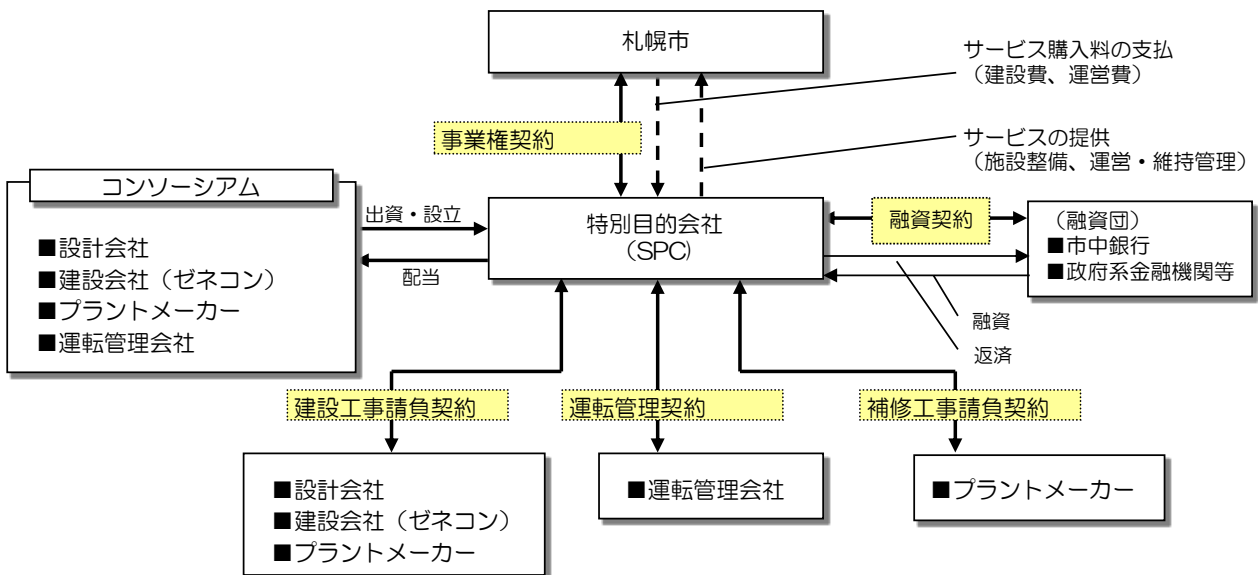 札幌市
サービス購入料の支払
（建設費、運営費）
事業権契約
サービスの提供
（施設整備、運営・維持管理）
コンソーシアム
■設計会社
■建設会社（ゼネコン）
■プラントメーカー
■運転管理会社
出資・設立
配当
特別目的会社
（SPC）
融資契約
（融資団）
■市中銀行
■政府系金融機関等
融資
返済
建設工事請負契約
運転管理契約
補修工事請負契約
■設計会社
■建設会社（ゼネコン）
■プラントメーカー
■運転管理会社
■プラントメーカー